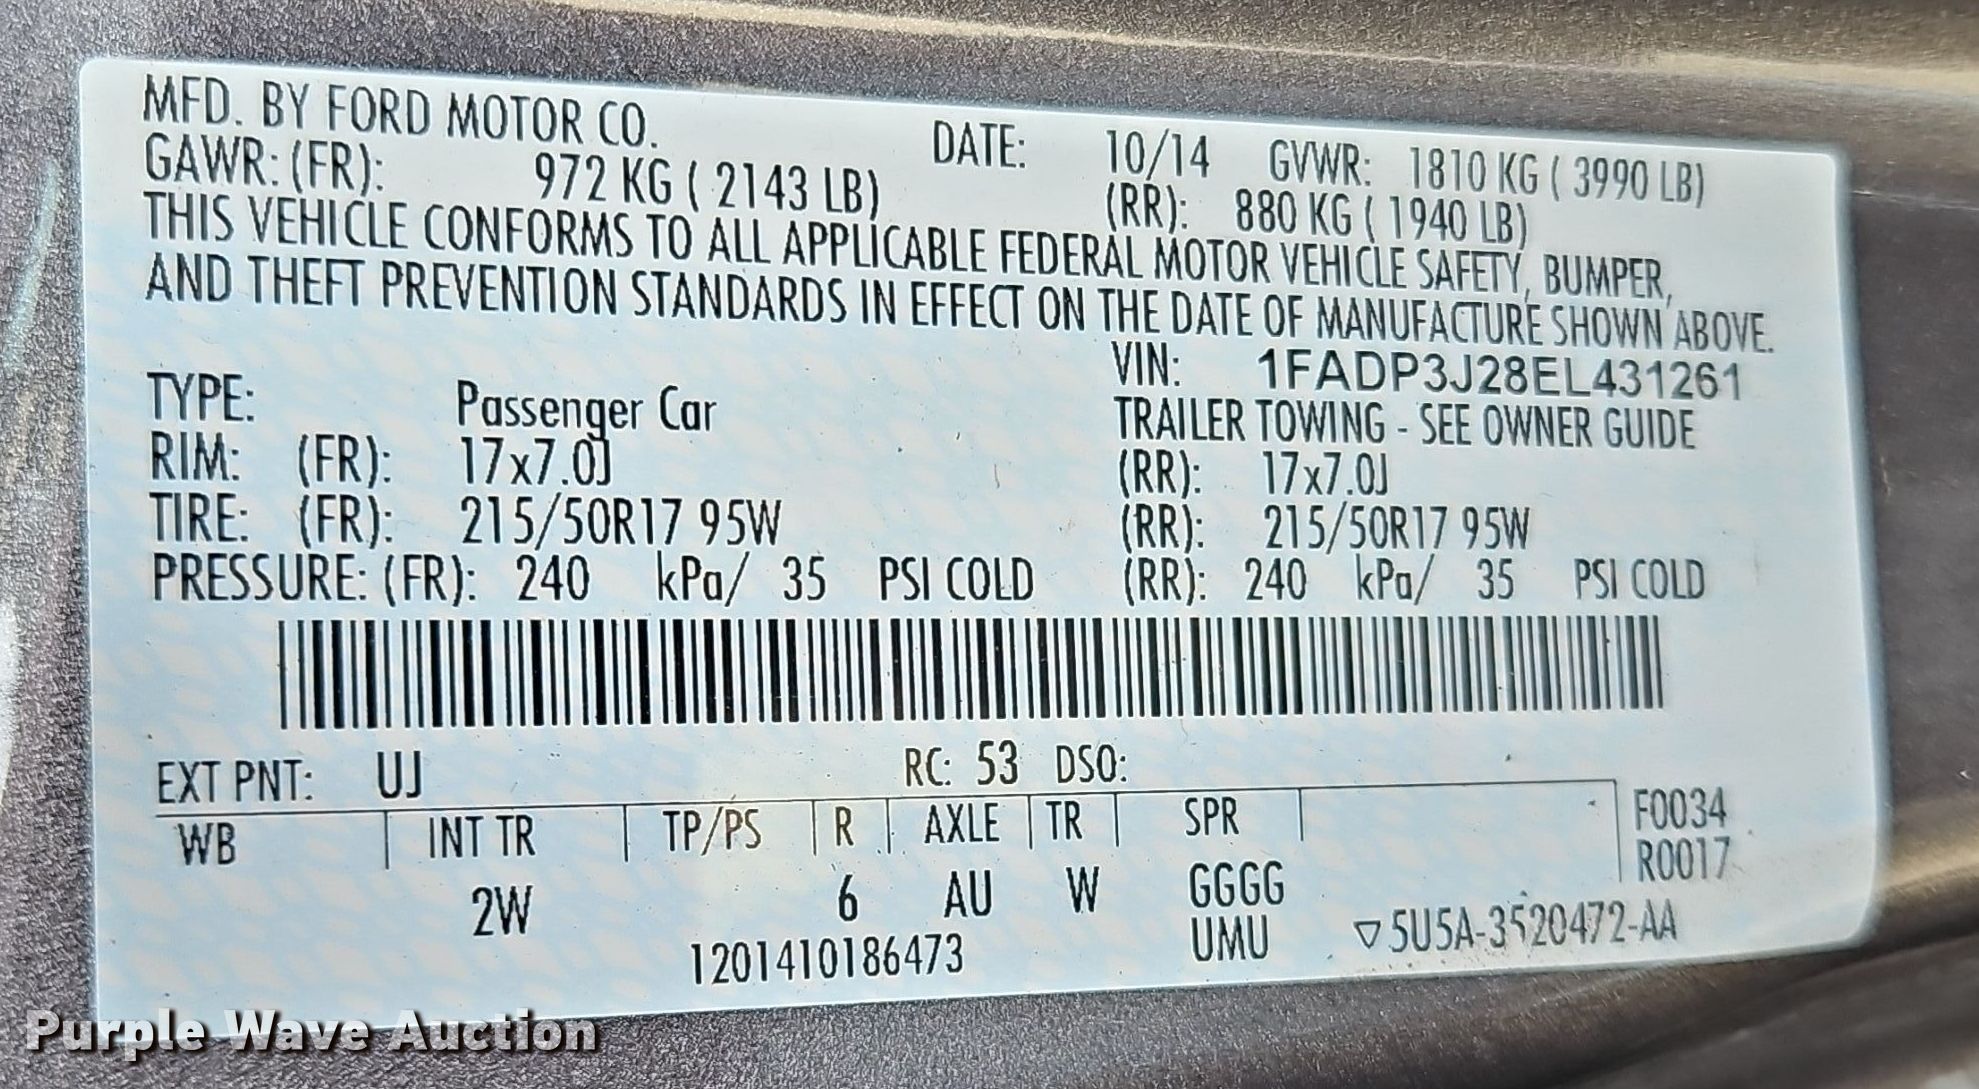 MFD. BY FORD MOTOR CO. DATE: 10/14 GVWR: 1810 KG ( 3990 LB)
GAWR: (FR): 972 KG ( 2143 LB) (RR): 880 KG ( 1940 LB)
THIS VEHICLE CONFORMS TO ALL APPLICABLE FEDERAL MOTOR VEHICLE SAFETY, BUMPER,
AND THEFT PREVENTION STANDARDS IN EFFECT ON THE DATE OF MANUFACTURE SHOWN ABOVE.
VIN: 1FADP3J28EL431261
TYPE: Passenger Car TRAILER TOWING - SEE OWNER GUIDE
RIM: (FR): 17x7.0J (RR): 17x7.0J
TIRE: (FR): 215/50R17 95W (RR): 215/50R17 95W
PRESSURE: (FR): 240 kPa/ 35 PSI COLD (RR): 240 kPa/ 35 PSI COLD
EXT PNT: UJ RC: 53 DSO:
WB INT TR TP/PS R AXLE TR SPR F0034
R0017
2W 6 AU W GGGG
UMU ▽5U5A-3520472-AA
1201410186473
Purple Wave Auction